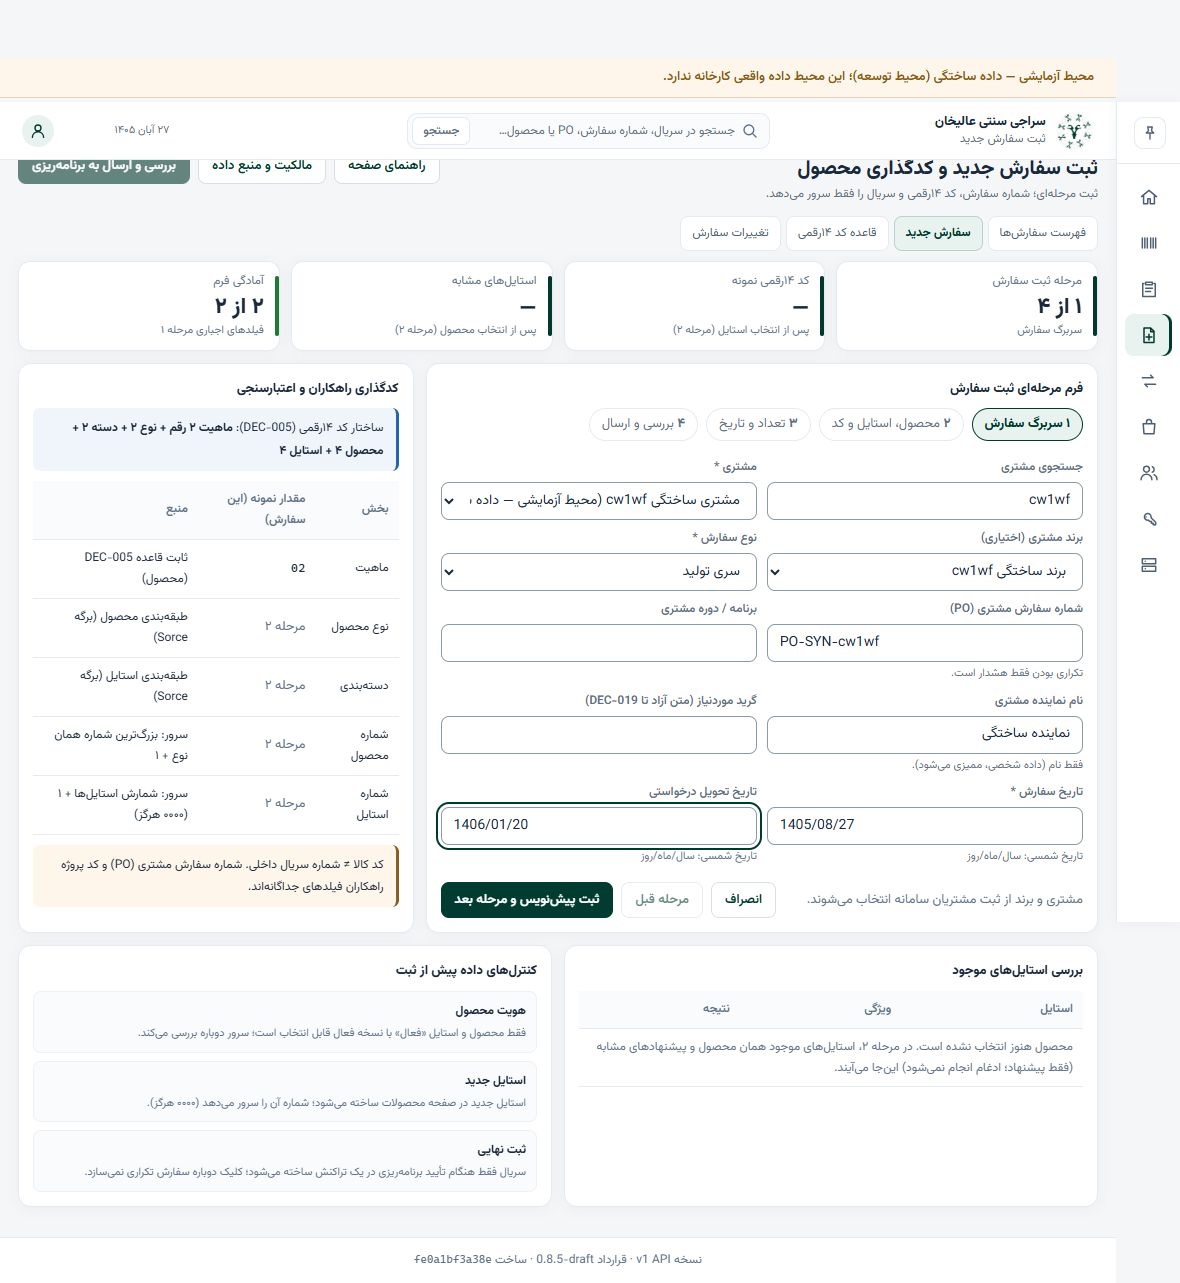 محیط آزمایشی — داده ساختگی (محیط توسعه)؛ این محیط داده واقعی کارخانه ندارد.
سراجی سنتی عالیخان
ثبت سفارش جدید
جستجو در سریال، شماره سفارش، PO یا محصول...
جستجو
۲۷ آبان ۱۴۰۵
ثبت سفارش جدید و کدگذاری محصول
راهنمای صفحه
مالکیت و منبع داده
بررسی و ارسال به برنامه‌ریزی
ثبت مرحله‌ای؛ شماره سفارش، کد ۱۴رقمی و سریال را فقط سرور می‌دهد.
فهرست سفارش‌ها
سفارش جدید
قاعده کد ۱۴رقمی
تغییرات سفارش
مرحله ثبت سفارش
۱ از ۴
سربرگ سفارش
کد ۱۴رقمی نمونه
—
پس از انتخاب استایل (مرحله ۲)
استایل‌های مشابه
—
پس از انتخاب محصول (مرحله ۲)
آمادگی فرم
۲ از ۲
فیلدهای اجباری مرحله ۱
فرم مرحله‌ای ثبت سفارش
۱ سربرگ سفارش
۲ محصول، استایل و کد
۳ تعداد و تاریخ
۴ بررسی و ارسال
جستجوی مشتری
cw1wf
مشتری *
مشتری ساختگی cw1wf (محیط آزمایشی — داده
برند مشتری (اختیاری)
برند ساختگی cw1wf
نوع سفارش *
سری تولید
شماره سفارش مشتری (PO)
PO-SYN-cw1wf
تکراری بودن فقط هشدار است.
برنامه / دوره مشتری
نام نماینده مشتری
نماینده ساختگی
فقط نام (داده شخصی، ممیزی می‌شود).
گرید موردنیاز (متن آزاد تا DEC-019)
تاریخ سفارش *
1405/08/27
تاریخ شمسی: سال/ماه/روز
تاریخ تحویل درخواستی
1406/01/20
تاریخ شمسی: سال/ماه/روز
مشتری و برند از ثبت مشتریان سامانه انتخاب می‌شوند.
انصراف
مرحله قبل
ثبت پیش‌نویس و مرحله بعد
کدگذاری راهکاران و اعتبارسنجی
ساختار کد ۱۴رقمی (DEC-005): ماهیت ۲ رقم + نوع ۲ + دسته ۲ +
محصول ۴ + استایل ۴
بخش
مقدار نمونه (این
سفارش)
منبع
ماهیت
02
ثابت قاعده DEC-005
(محصول)
نوع محصول
مرحله ۲
طبقه‌بندی محصول (برگه
Sorce)
دسته‌بندی
مرحله ۲
طبقه‌بندی استایل (برگه
Sorce)
شماره
محصول
مرحله ۲
سرور: بزرگ‌ترین شماره همان
نوع + ۱
شماره
استایل
مرحله ۲
سرور: شمارش استایل‌ها + ۱
(۰۰۰۰ هرگز)
کد کالا ≠ شماره سریال داخلی. شماره سفارش مشتری (PO) و کد پروژه
راهکاران فیلدهای جداگانه‌اند.
بررسی استایل‌های موجود
استایل
ویژگی
نتیجه
محصول هنوز انتخاب نشده است. در مرحله ۲، استایل‌های موجود همان محصول و پیشنهادهای مشابه
(فقط پیشنهاد؛ ادغام انجام نمی‌شود) این‌جا می‌آیند.
کنترل‌های داده پیش از ثبت
هویت محصول
فقط محصول و استایل «فعال» با نسخه فعال قابل انتخاب است؛ سرور دوباره بررسی می‌کند.
استایل جدید
استایل جدید در صفحه محصولات ساخته می‌شود؛ شماره آن را سرور می‌دهد (۰۰۰۰ هرگز).
ثبت نهایی
سریال فقط هنگام تأیید برنامه‌ریزی در یک تراکنش ساخته می‌شود؛ کلیک دوباره سفارش تکراری نمی‌سازد.
نسخه v1 API · قرارداد 0.8.5-draft · ساخت fe0a1bf3a38e